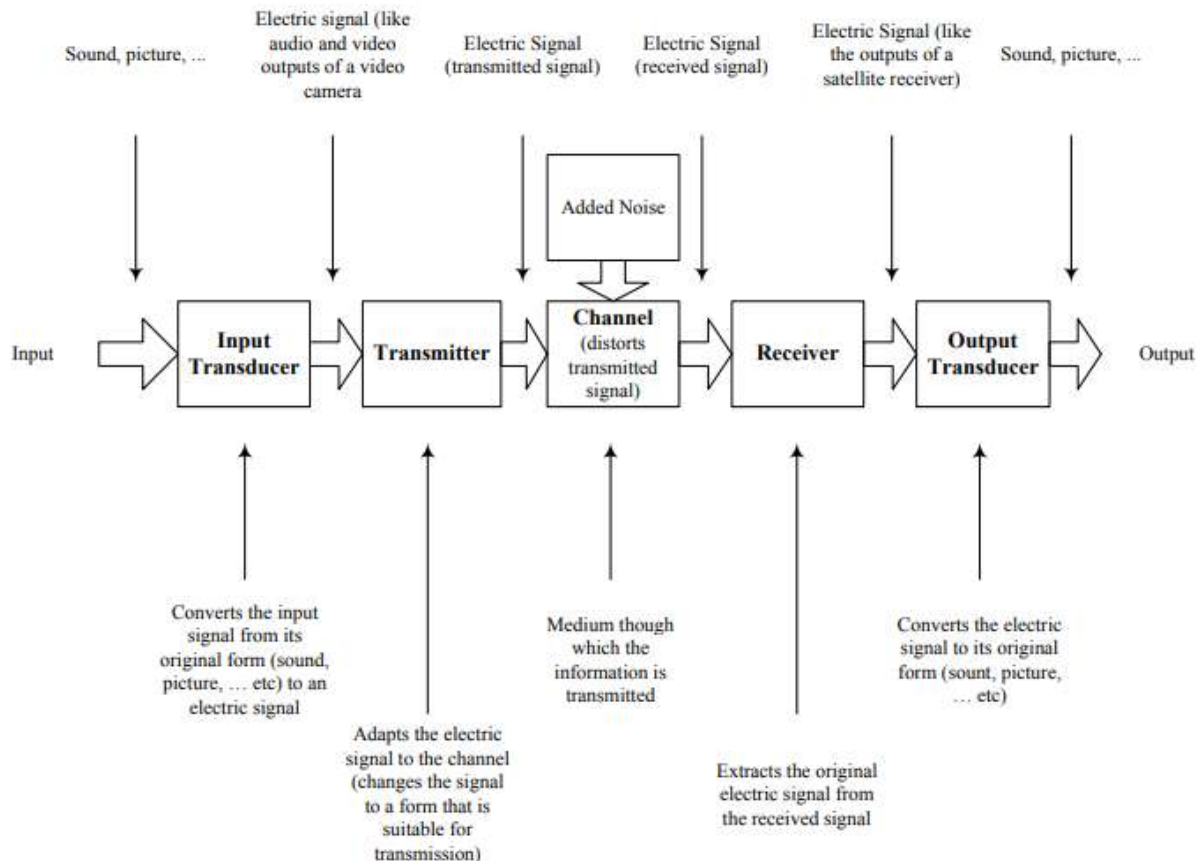 Sound, picture, ...
Electric signal (like
audio and video
outputs of a video
camera
Electric Signal
(transmitted signal)
Electric Signal
(received signal)
Electric Signal (like
the outputs of a
satellite receiver)
Sound, picture, ...
Added Noise
Input
Input
Transducer
Transmitter
Channel
(distorts
transmitted
signal)
Receiver
Output
Transducer
Output
Converts the input
signal from its
original form (sound,
picture, … etc) to an
electric signal
Adapts the electric
signal to the channel
(changes the signal
to a form that is
suitable for
transmission)
Medium though
which the
information is
transmitted
Extracts the original
electric signal from
the received signal
Converts the electric
signal to its original
form (sount, picture,
… etc)